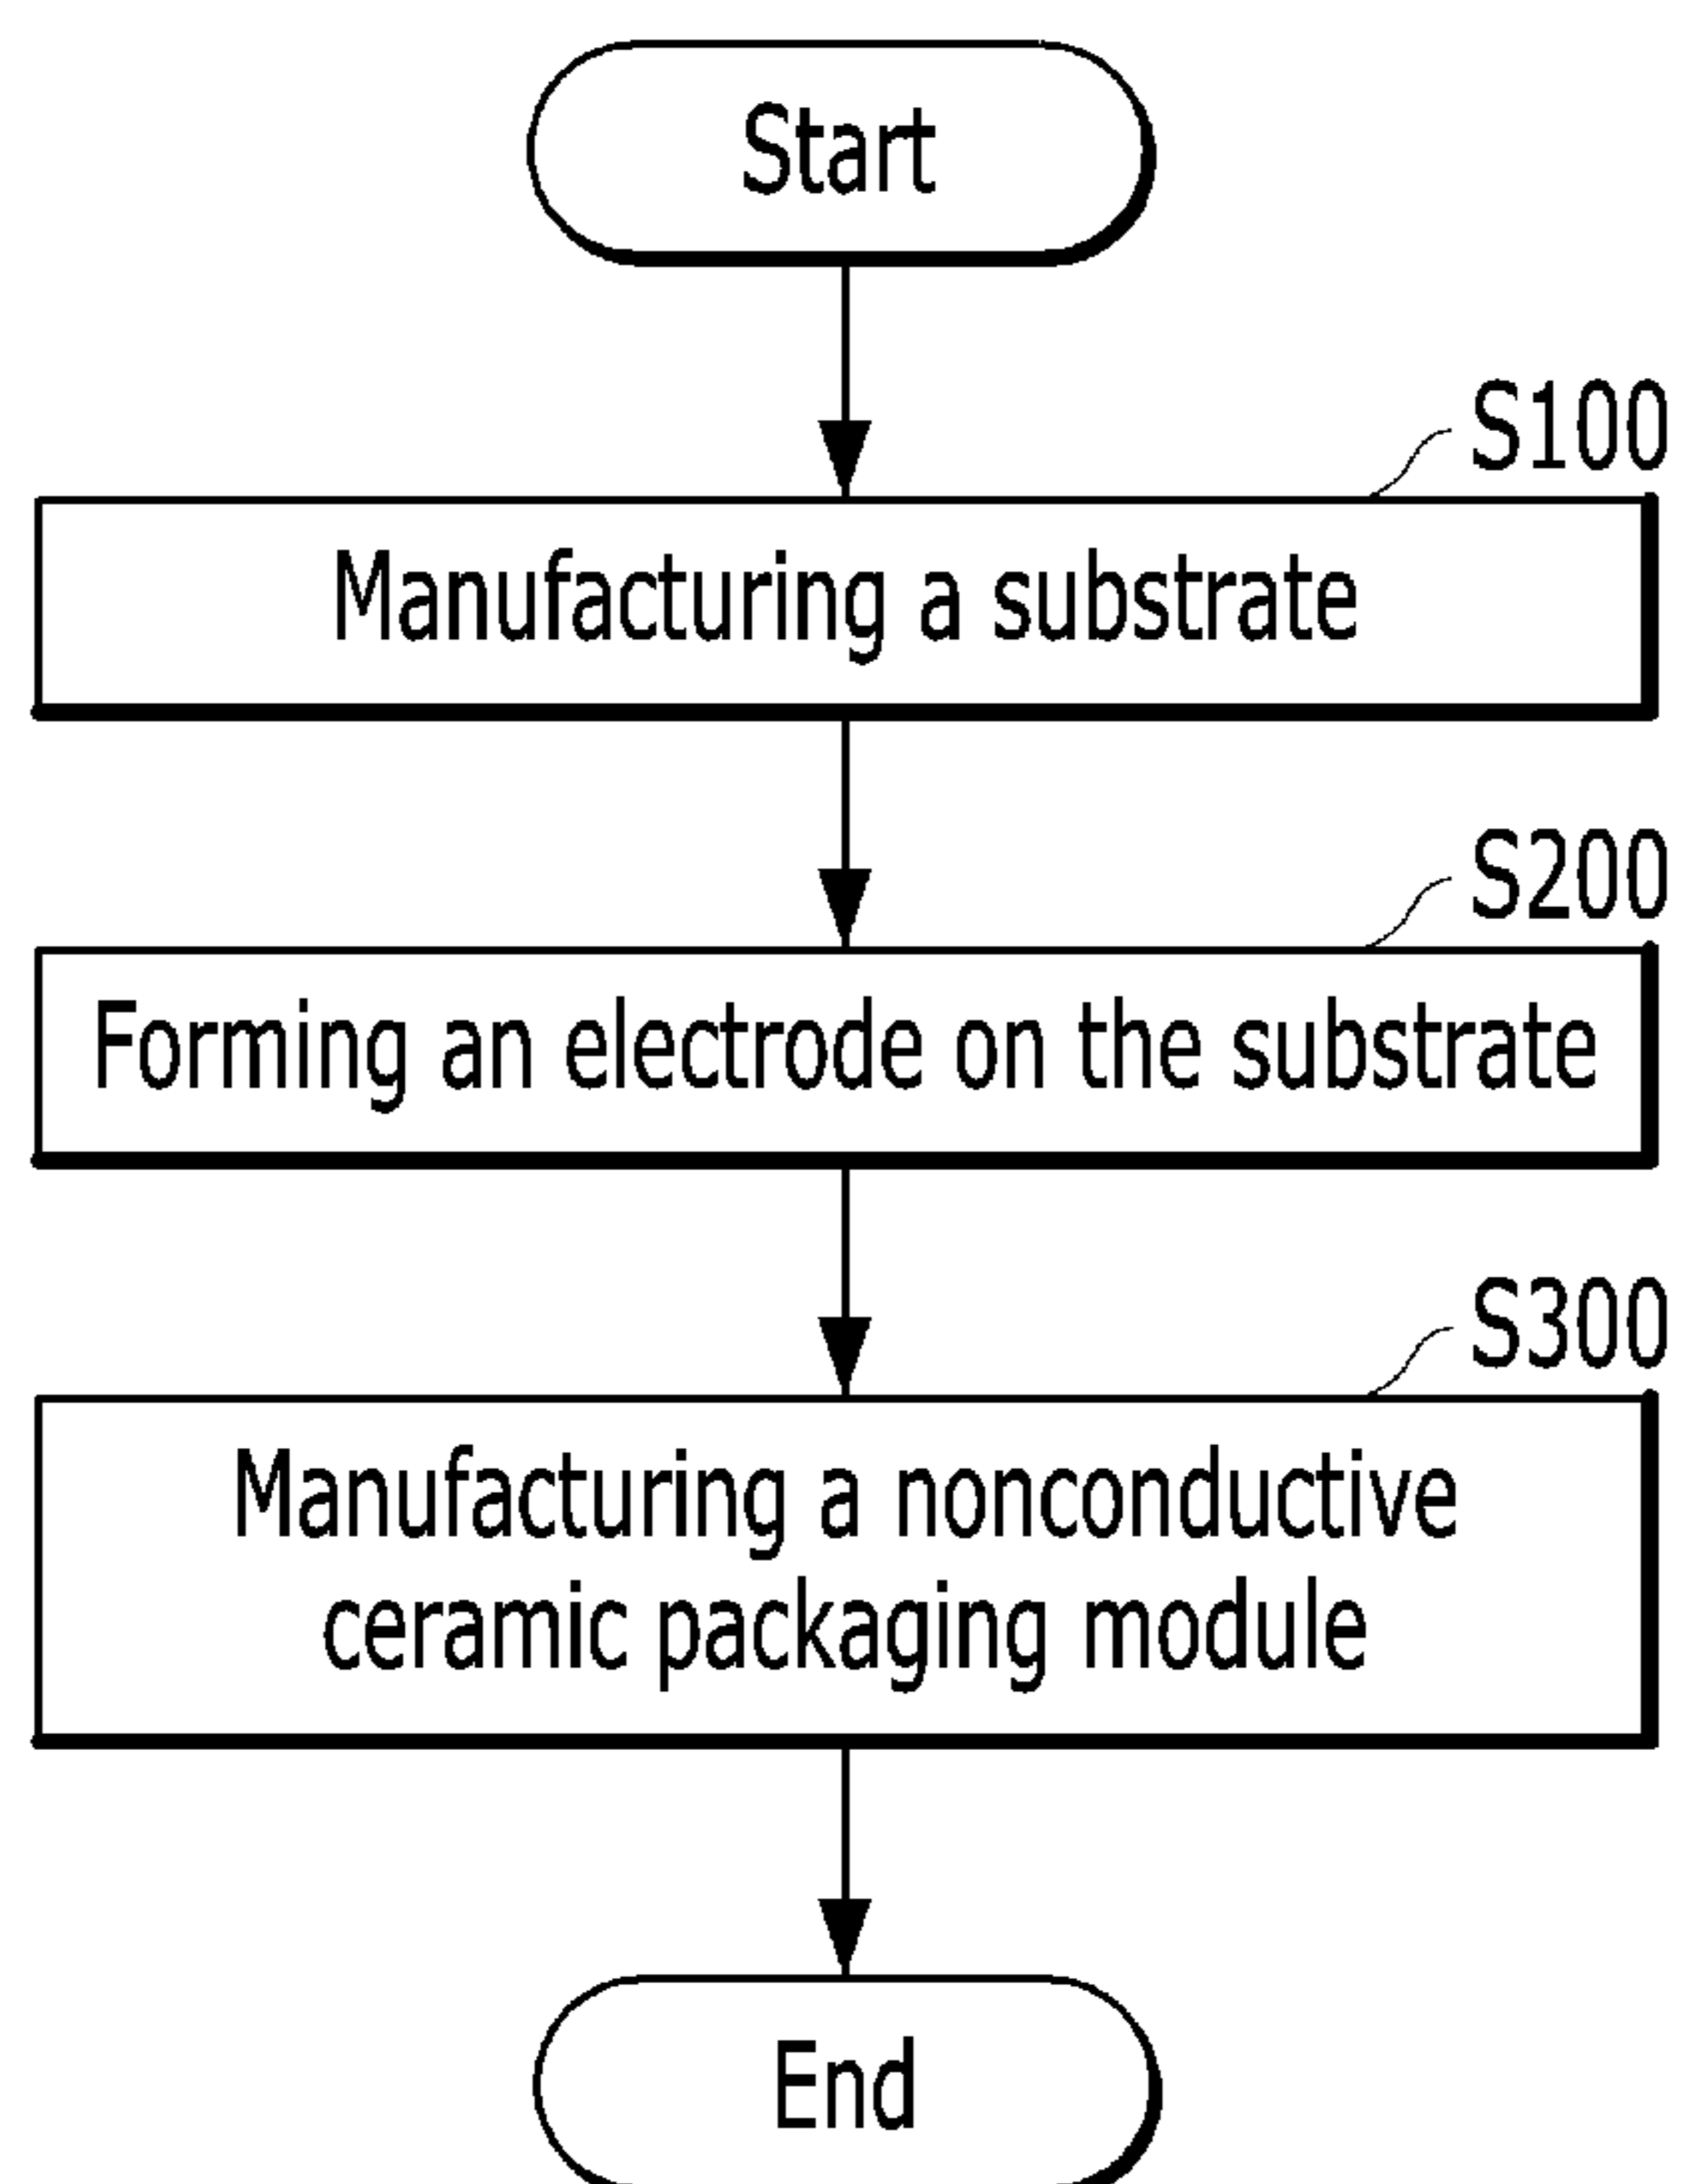 Start
S100
Manufacturing a substrate
S200
Forming an electrode on the substrate
S300
Manufacturing a nonconductive
ceramic packaging module
End